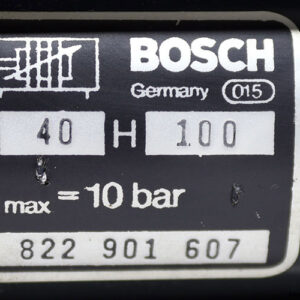 BOSCH
Germany 015
40 H 100
max = 10 bar
822 901 607